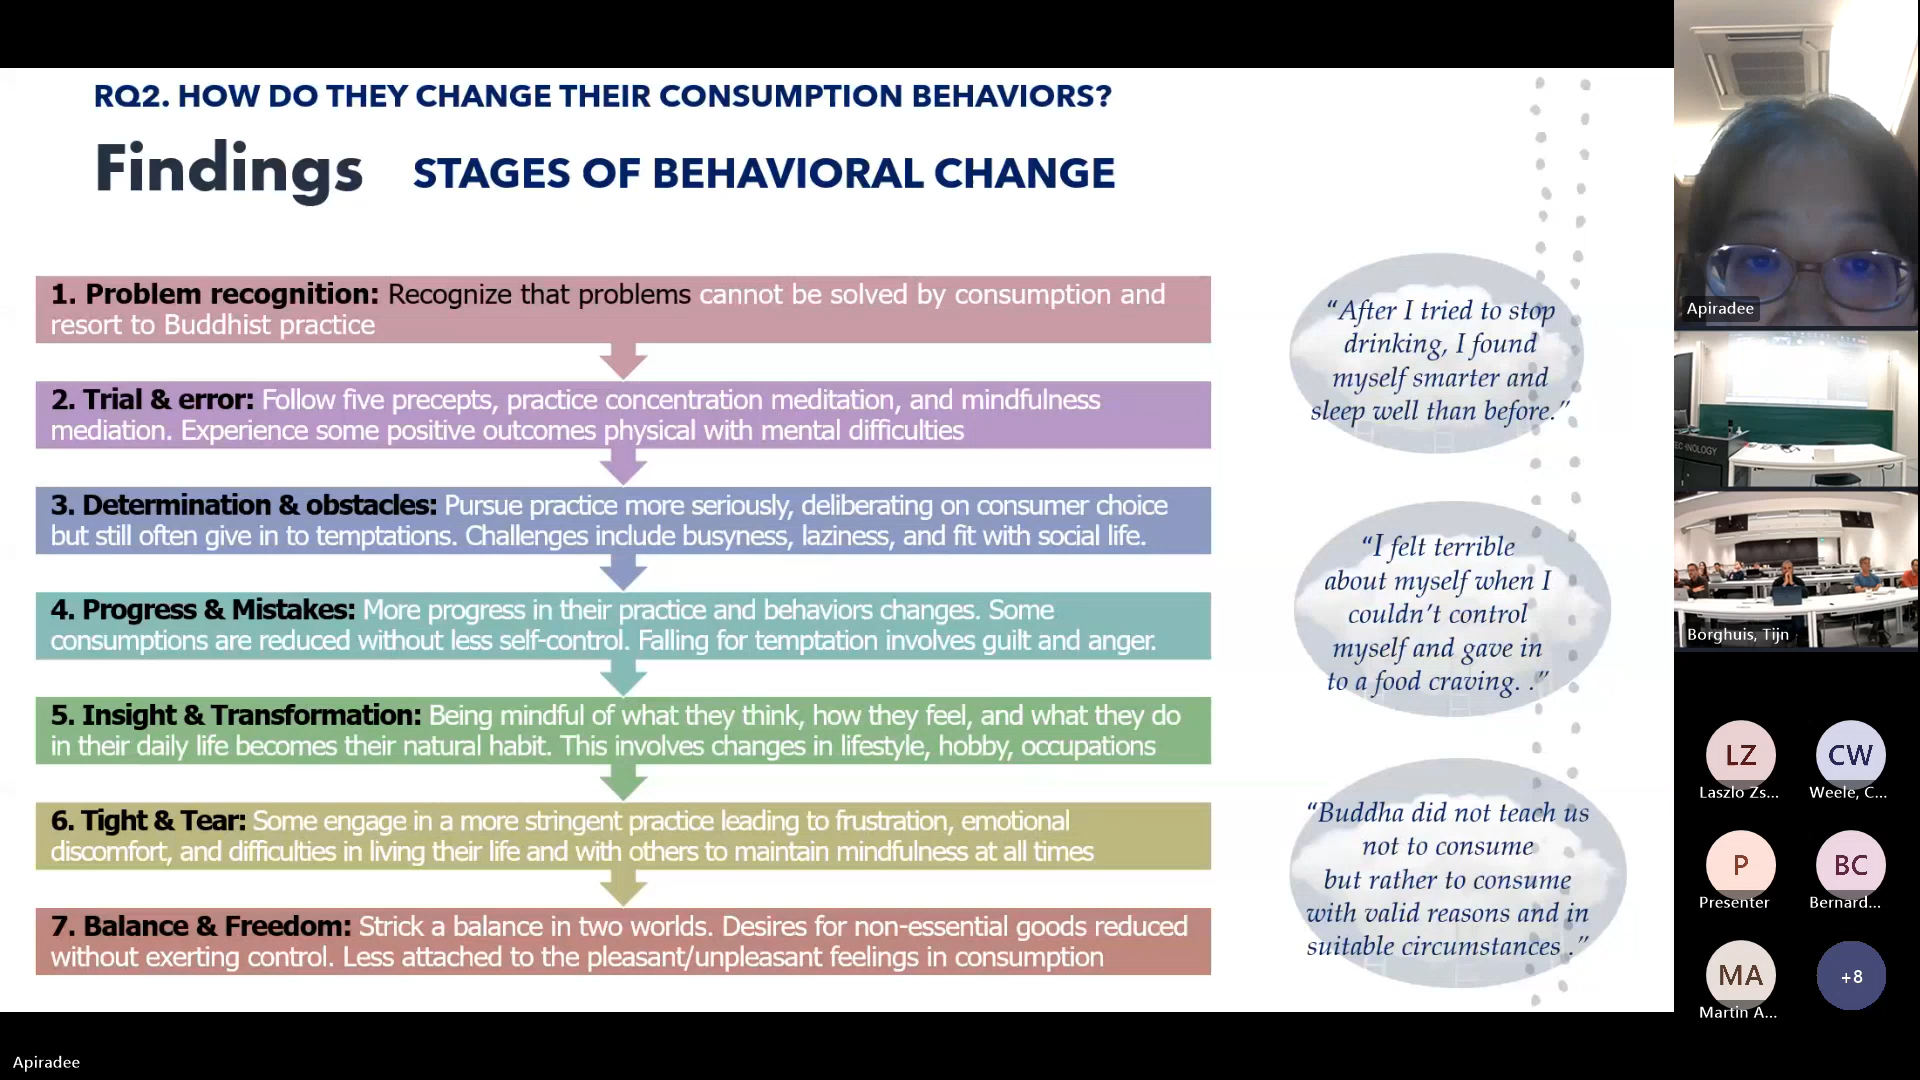 RQ2. HOW DO THEY CHANGE THEIR CONSUMPTION BEHAVIORS?
Findings STAGES OF BEHAVIORAL CHANGE
1. Problem recognition: Recognize that problems cannot be solved by consumption and
resort to Buddhist practice
2. Trial & error: Follow five precepts, practice concentration meditation, and mindfulness
mediation. Experience some positive outcomes physical with mental difficulties
3. Determination & obstacles: Pursue practice more seriously, deliberating on consumer choice
but still often give in to temptations. Challenges include busyness, laziness, and fit with social life.
4. Progress & Mistakes: More progress in their practice and behaviors changes. Some
consumptions are reduced without less self-control. Falling for temptation involves guilt and anger.
5. Insight & Transformation: Being mindful of what they think, how they feel, and what they do
in their daily life becomes their natural habit. This involves changes in lifestyle, hobby, occupations
6. Tight & Tear: Some engage in a more stringent practice leading to frustration, emotional
discomfort, and difficulties in living their life and with others to maintain mindfulness at all times
7. Balance & Freedom: Strick a balance in two worlds. Desires for non-essential goods reduced
without exerting control. Less attached to the pleasant/unpleasant feelings in consumption
“After I tried to stop
drinking, I found
myself smarter and
sleep well than before.”
“I felt terrible
about myself when I
couldn’t control
myself and gave in
to a food craving. .”
“Buddha did not teach us
not to consume
but rather to consume
with valid reasons and in
suitable circumstances .”
Apiradee
Borghuis, Tijn
LZ
Laszlo Zs...
CW
Weele, C...
P
Presenter
BC
Bernard...
MA
Martin A...
+8
Apiradee